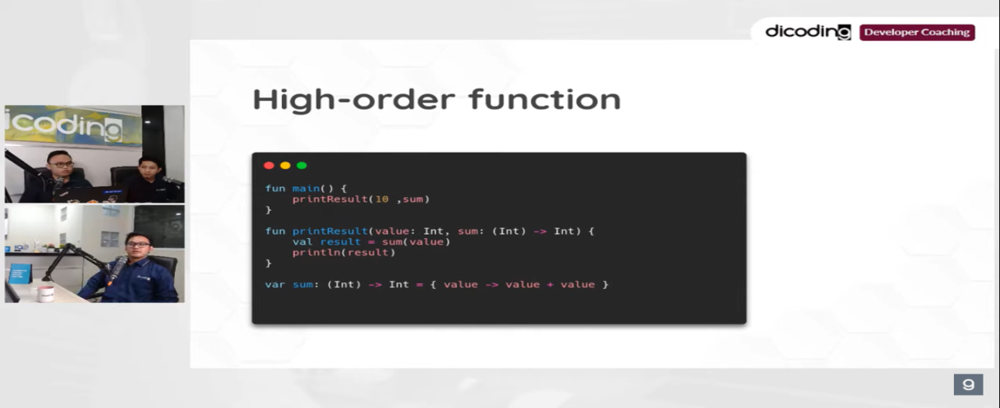 dicoding Developer Coaching
High-order function
icoding
fun main() {
printResult(10 ,sum)
}
fun printResult(value: Int, sum: (Int) -> Int) {
val result = sum(value)
println(result)
}
var sum: (Int) -> Int = { value -> value + value }
9